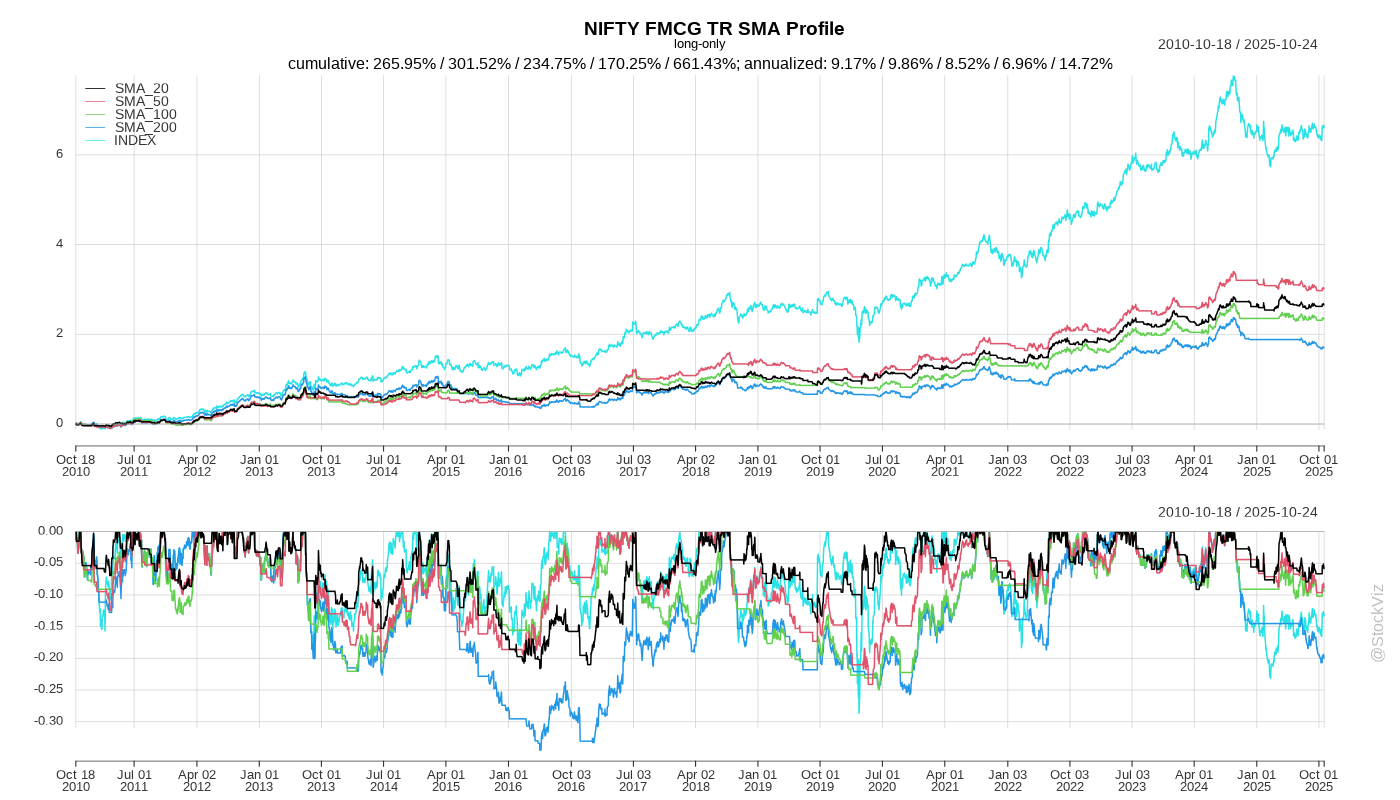 NIFTY FMCG TR SMA Profile
long-only
2010-10-18 / 2025-10-24
cumulative: 265.95% / 301.52% / 234.75% / 170.25% / 661.43%; annualized: 9.17% / 9.86% / 8.52% / 6.96% / 14.72%
SMA_20
SMA_50
SMA_100
SMA_200
INDEX
6
4
2
0
Oct 18 Jul 01 Apr 02 Jan 01 Oct 01 Jul 01 Apr 01 Jan 01 Oct 03 Jul 03 Apr 02 Jan 01 Oct 01 Jul 01 Apr 01 Jan 03 Oct 03 Jul 03 Apr 01 Jan 01 Oct 01
2010 2011 2012 2013 2013 2014 2015 2016 2016 2017 2018 2019 2019 2020 2021 2022 2022 2023 2024 2025 2025
2010-10-18 / 2025-10-24
0.00
-0.05
-0.10
-0.15
-0.20
-0.25
-0.30
Oct 18 Jul 01 Apr 02 Jan 01 Oct 01 Jul 01 Apr 01 Jan 01 Oct 03 Jul 03 Apr 02 Jan 01 Oct 01 Jul 01 Apr 01 Jan 03 Oct 03 Jul 03 Apr 01 Jan 01 Oct 01
2010 2011 2012 2013 2013 2014 2015 2016 2016 2017 2018 2019 2019 2020 2021 2022 2022 2023 2024 2025 2025
@StockViz